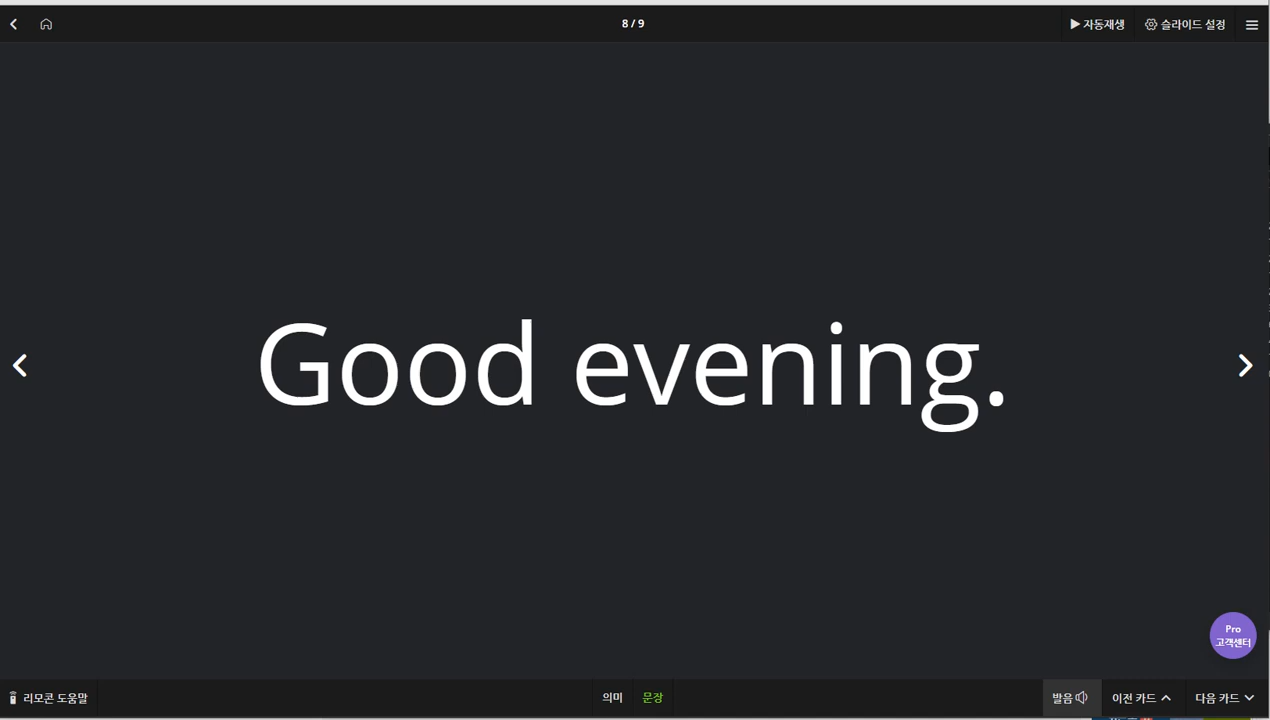 8 / 9
자동재생
슬라이드 설정
Good evening.
Pro
고객센터
리모콘 도움말
의미
문장
발음
이전 카드
다음 카드